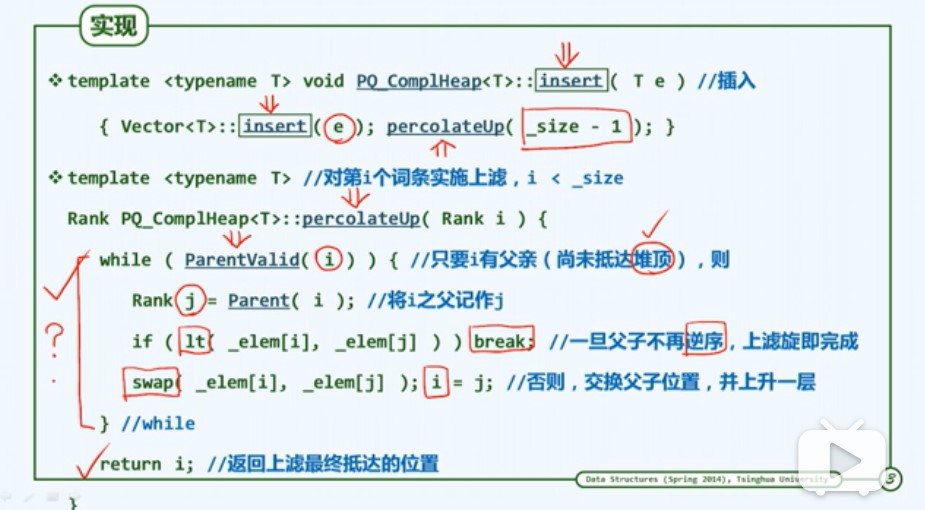 实现
❖template <typename T> void PQ_ComplHeap<T>::insert( T e ) //插入
{ Vector<T>::insert(e); percolateUp( _size - 1 ); }
❖template <typename T> //对第i个词条实施上滤，i < _size
Rank PQ_ComplHeap<T>::percolateUp( Rank i ) {
while ( ParentValid( i ) ) { //只要i有父亲（尚未抵达堆顶），则
Rank j = Parent( i ); //将i之父记作j
if ( lt( _elem[i], _elem[j] ) ) break; //一旦父子不再逆序，上滤旋即完成
swap( _elem[i], _elem[j] ); i = j; //否则，交换父子位置，并上升一层
?
} //while
return i; //返回上滤最终抵达的位置
Data Structures (Spring 2014), Tsinghua University
3
}